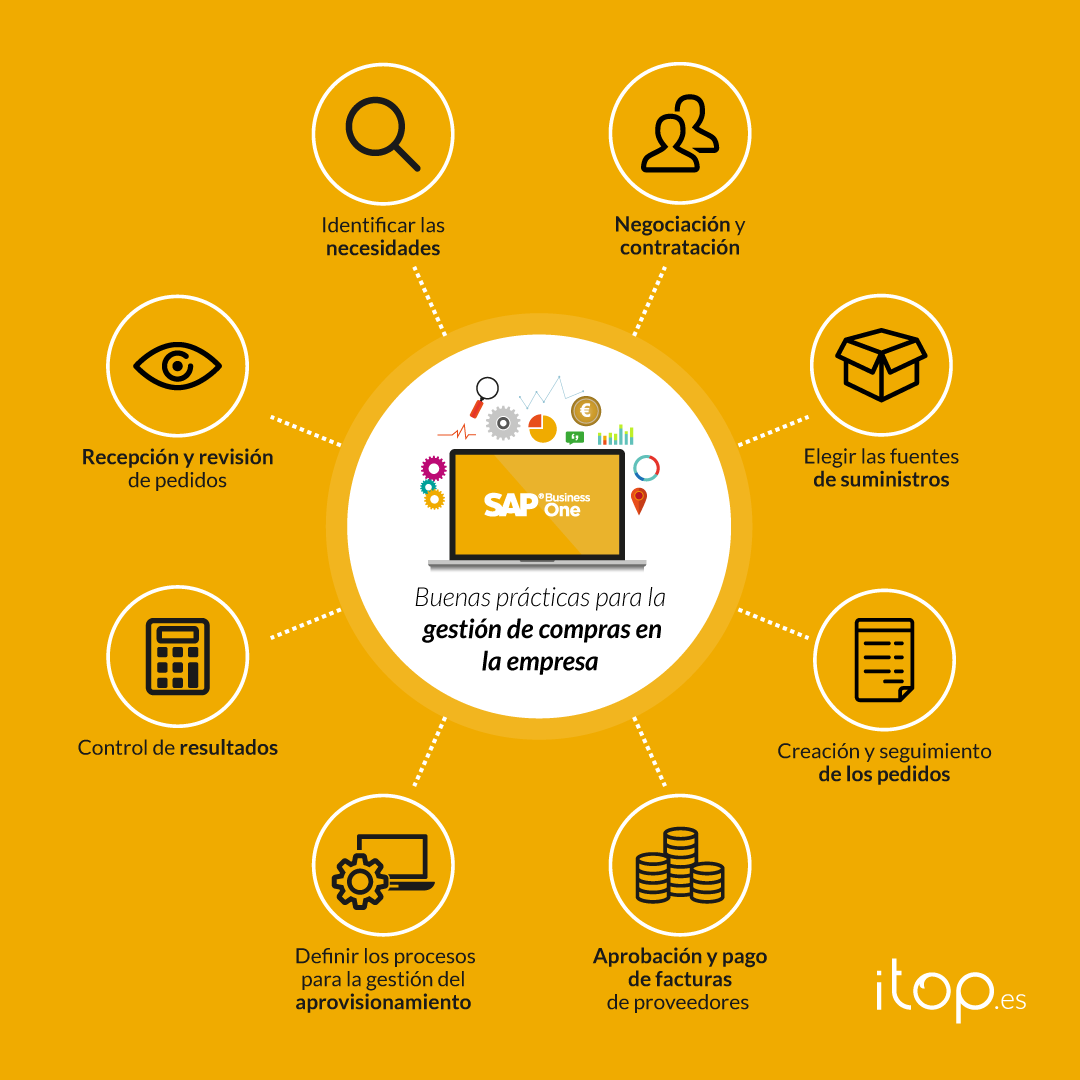 Identificar las
necesidades
Negociación y
contratación
Recepción y revisión
de pedidos
Elegir las fuentes
de suministros
SAP® Business
One
Buenas prácticas para la
gestión de compras en
la empresa
Control de resultados
Creación y seguimiento
de los pedidos
Definir los procesos
para la gestión del
aprovisionamiento
Aprobación y pago
de facturas
de proveedores
itop.es